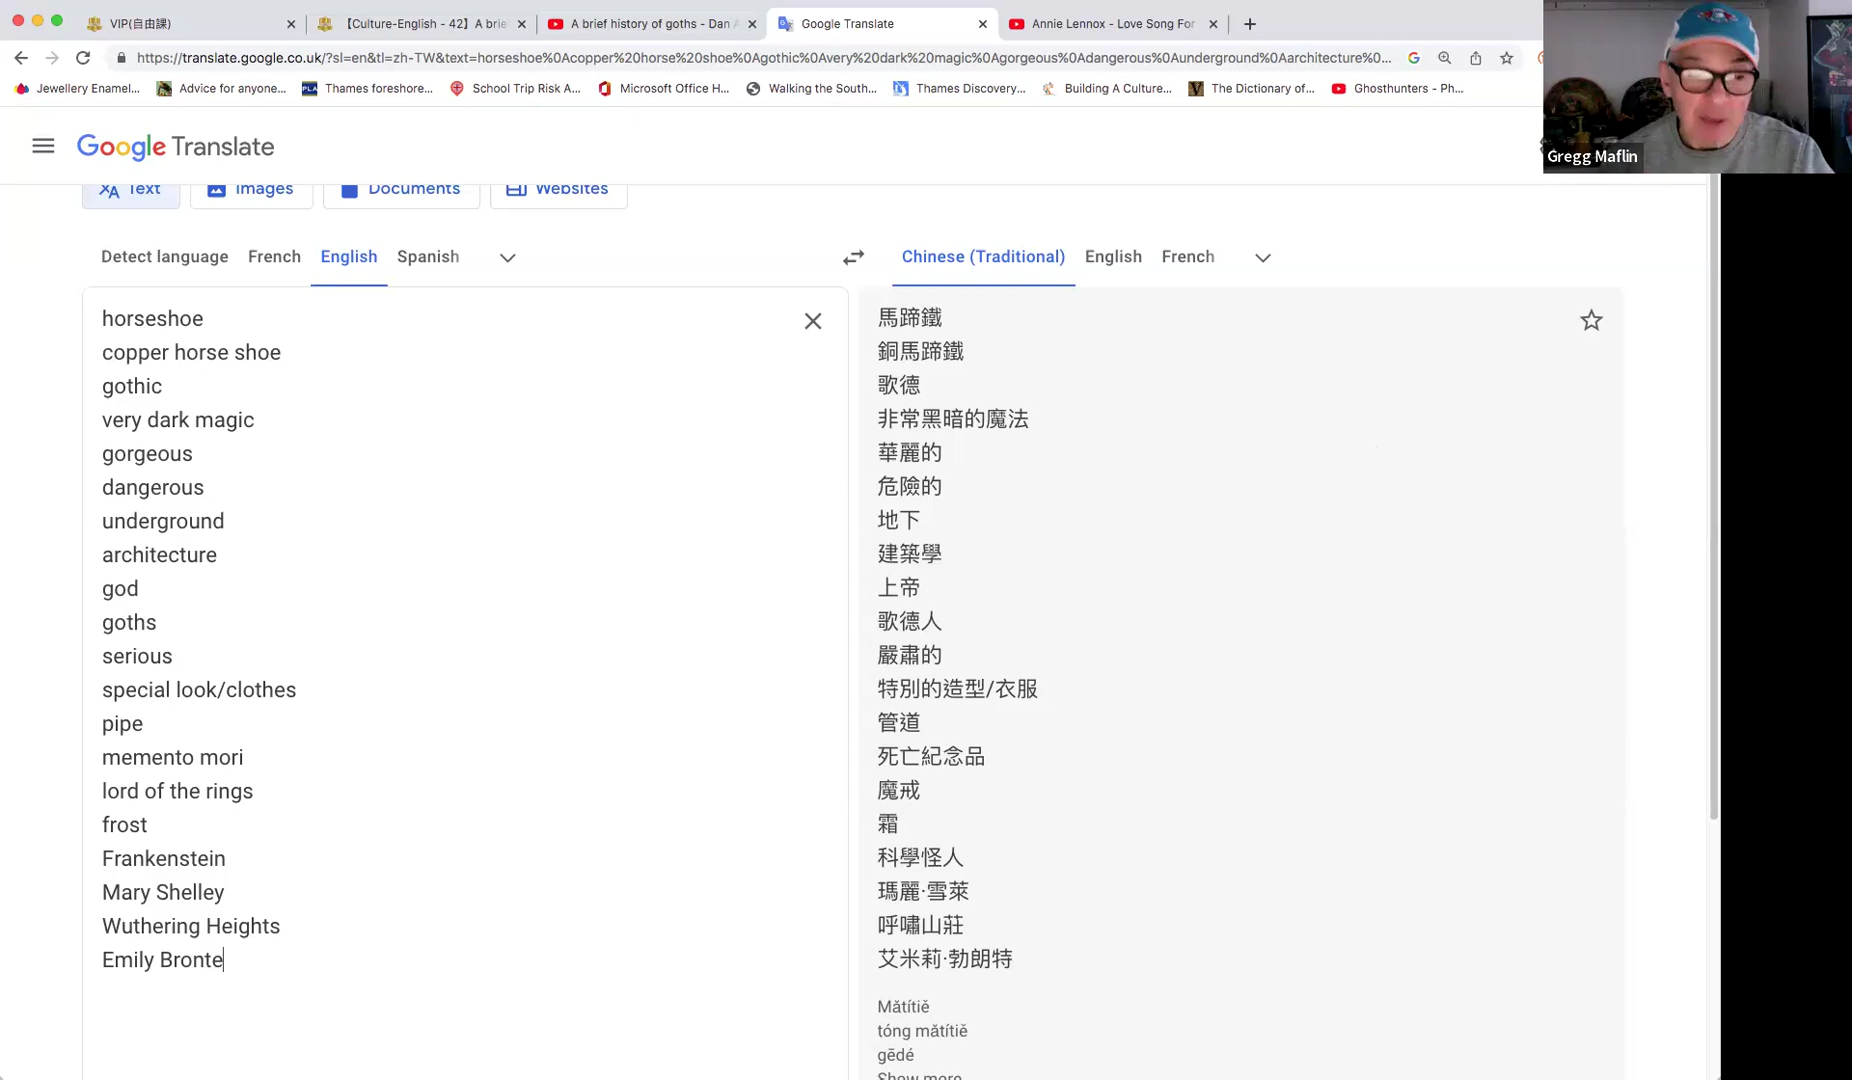 VIP(自由課)
【Culture-English - 42】A brie
A brief history of goths - Dan A
Google Translate
Annie Lennox - Love Song For
https://translate.google.co.uk/?sl=en&tl=zh-TW&text=horseshoe%0Acopper%20horse%20shoe%0Agothic%0Avery%20dark%20magic%0Agorgeous%0Adangerous%0Aunderground%0Aarchitecture%0...
Jewellery Enamel...
Advice for anyone...
PLA
Thames foreshore...
School Trip Risk A...
Microsoft Office H...
Walking the South...
Thames Discovery...
Building A Culture...
The Dictionary of...
Ghosthunters - Ph...
Gregg Maflin
Google Translate
Text
Images
Documents
Websites
Detect language French English Spanish
Chinese (Traditional) English French
horseshoe
copper horse shoe
gothic
very dark magic
gorgeous
dangerous
underground
architecture
god
goths
serious
special look/clothes
pipe
memento mori
lord of the rings
frost
Frankenstein
Mary Shelley
Wuthering Heights
Emily Bronte
馬蹄鐵
銅馬蹄鐵
歌德
非常黑暗的魔法
華麗的
危險的
地下
建築學
上帝
歌德人
嚴肅的
特別的造型/衣服
管道
死亡紀念品
魔戒
霜
科學怪人
瑪麗·雪萊
呼嘯山莊
艾米莉·勃朗特
Mǎtítiě
tóng mǎtítiě
gēdé
Show more